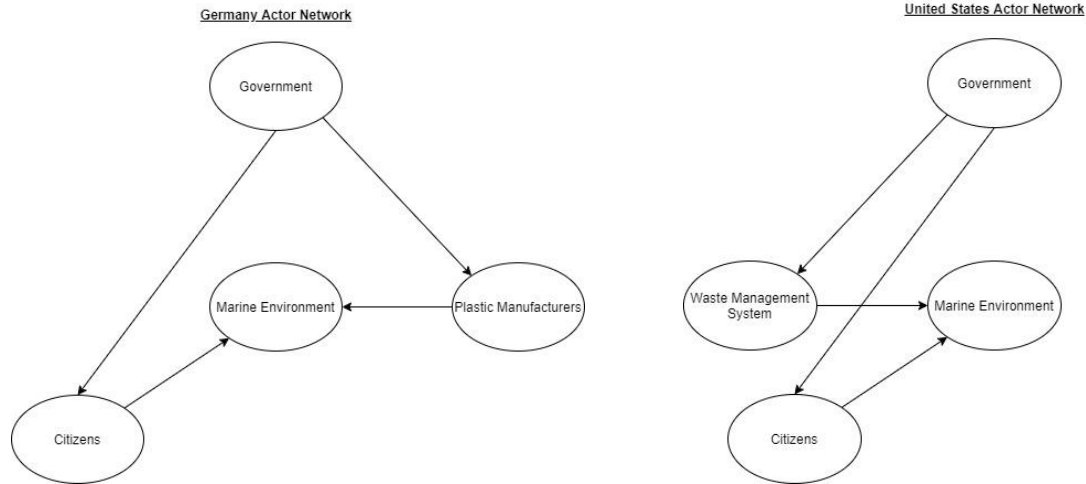 Germany Actor Network
Government
Marine Environment
Plastic Manufacturers
Citizens
United States Actor Network
Government
Waste Management
System
Marine Environment
Citizens